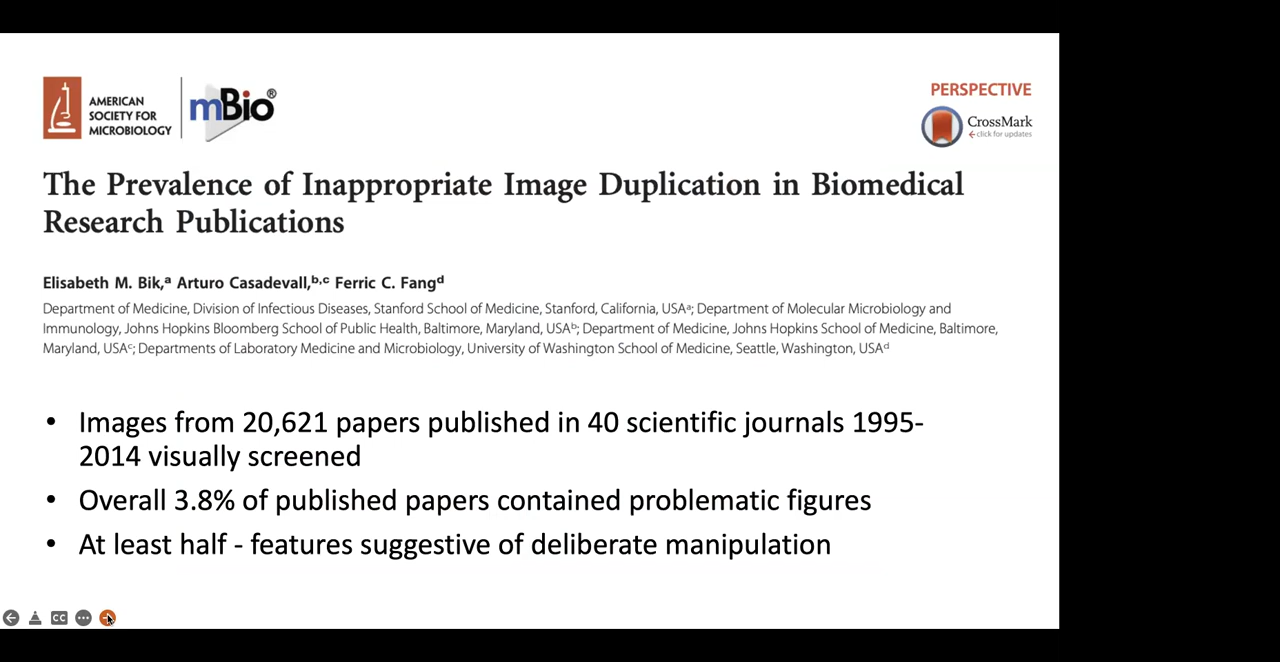 AMERICAN
SOCIETY FOR
MICROBIOLOGY
mBio®
PERSPECTIVE
CrossMark
click for updates
The Prevalence of Inappropriate Image Duplication in Biomedical
Research Publications
Elisabeth M. Bik,ᵃ Arturo Casadevall,ᵇ,ᶜ Ferric C. Fangᵈ
Department of Medicine, Division of Infectious Diseases, Stanford School of Medicine, Stanford, California, USAᵃ; Department of Molecular Microbiology and
Immunology, Johns Hopkins Bloomberg School of Public Health, Baltimore, Maryland, USAᵇ; Department of Medicine, Johns Hopkins School of Medicine, Baltimore,
Maryland, USAᶜ; Departments of Laboratory Medicine and Microbiology, University of Washington School of Medicine, Seattle, Washington, USAᵈ
• Images from 20,621 papers published in 40 scientific journals 1995-
2014 visually screened
• Overall 3.8% of published papers contained problematic figures
• At least half - features suggestive of deliberate manipulation
CC